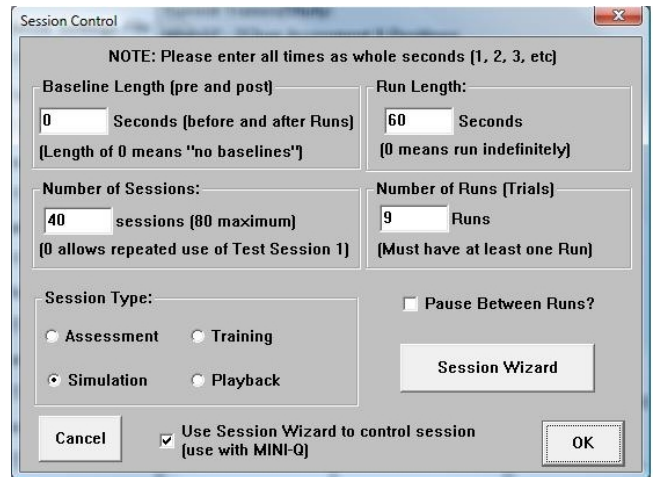 Session Control
NOTE: Please enter all times as whole seconds (1, 2, 3, etc)
Baseline Length (pre and post)
0 Seconds (before and after Runs)
(Length of 0 means "no baselines")
Run Length:
60 Seconds
(0 means run indefinitely)
Number of Sessions:
40 sessions (80 maximum)
(0 allows repeated use of Test Session 1)
Number of Runs (Trials)
9 Runs
(Must have at least one Run)
Session Type:
Assessment Training
Simulation Playback
Pause Between Runs?
Session Wizard
Cancel
Use Session Wizard to control session
(use with MINI-Q)
OK